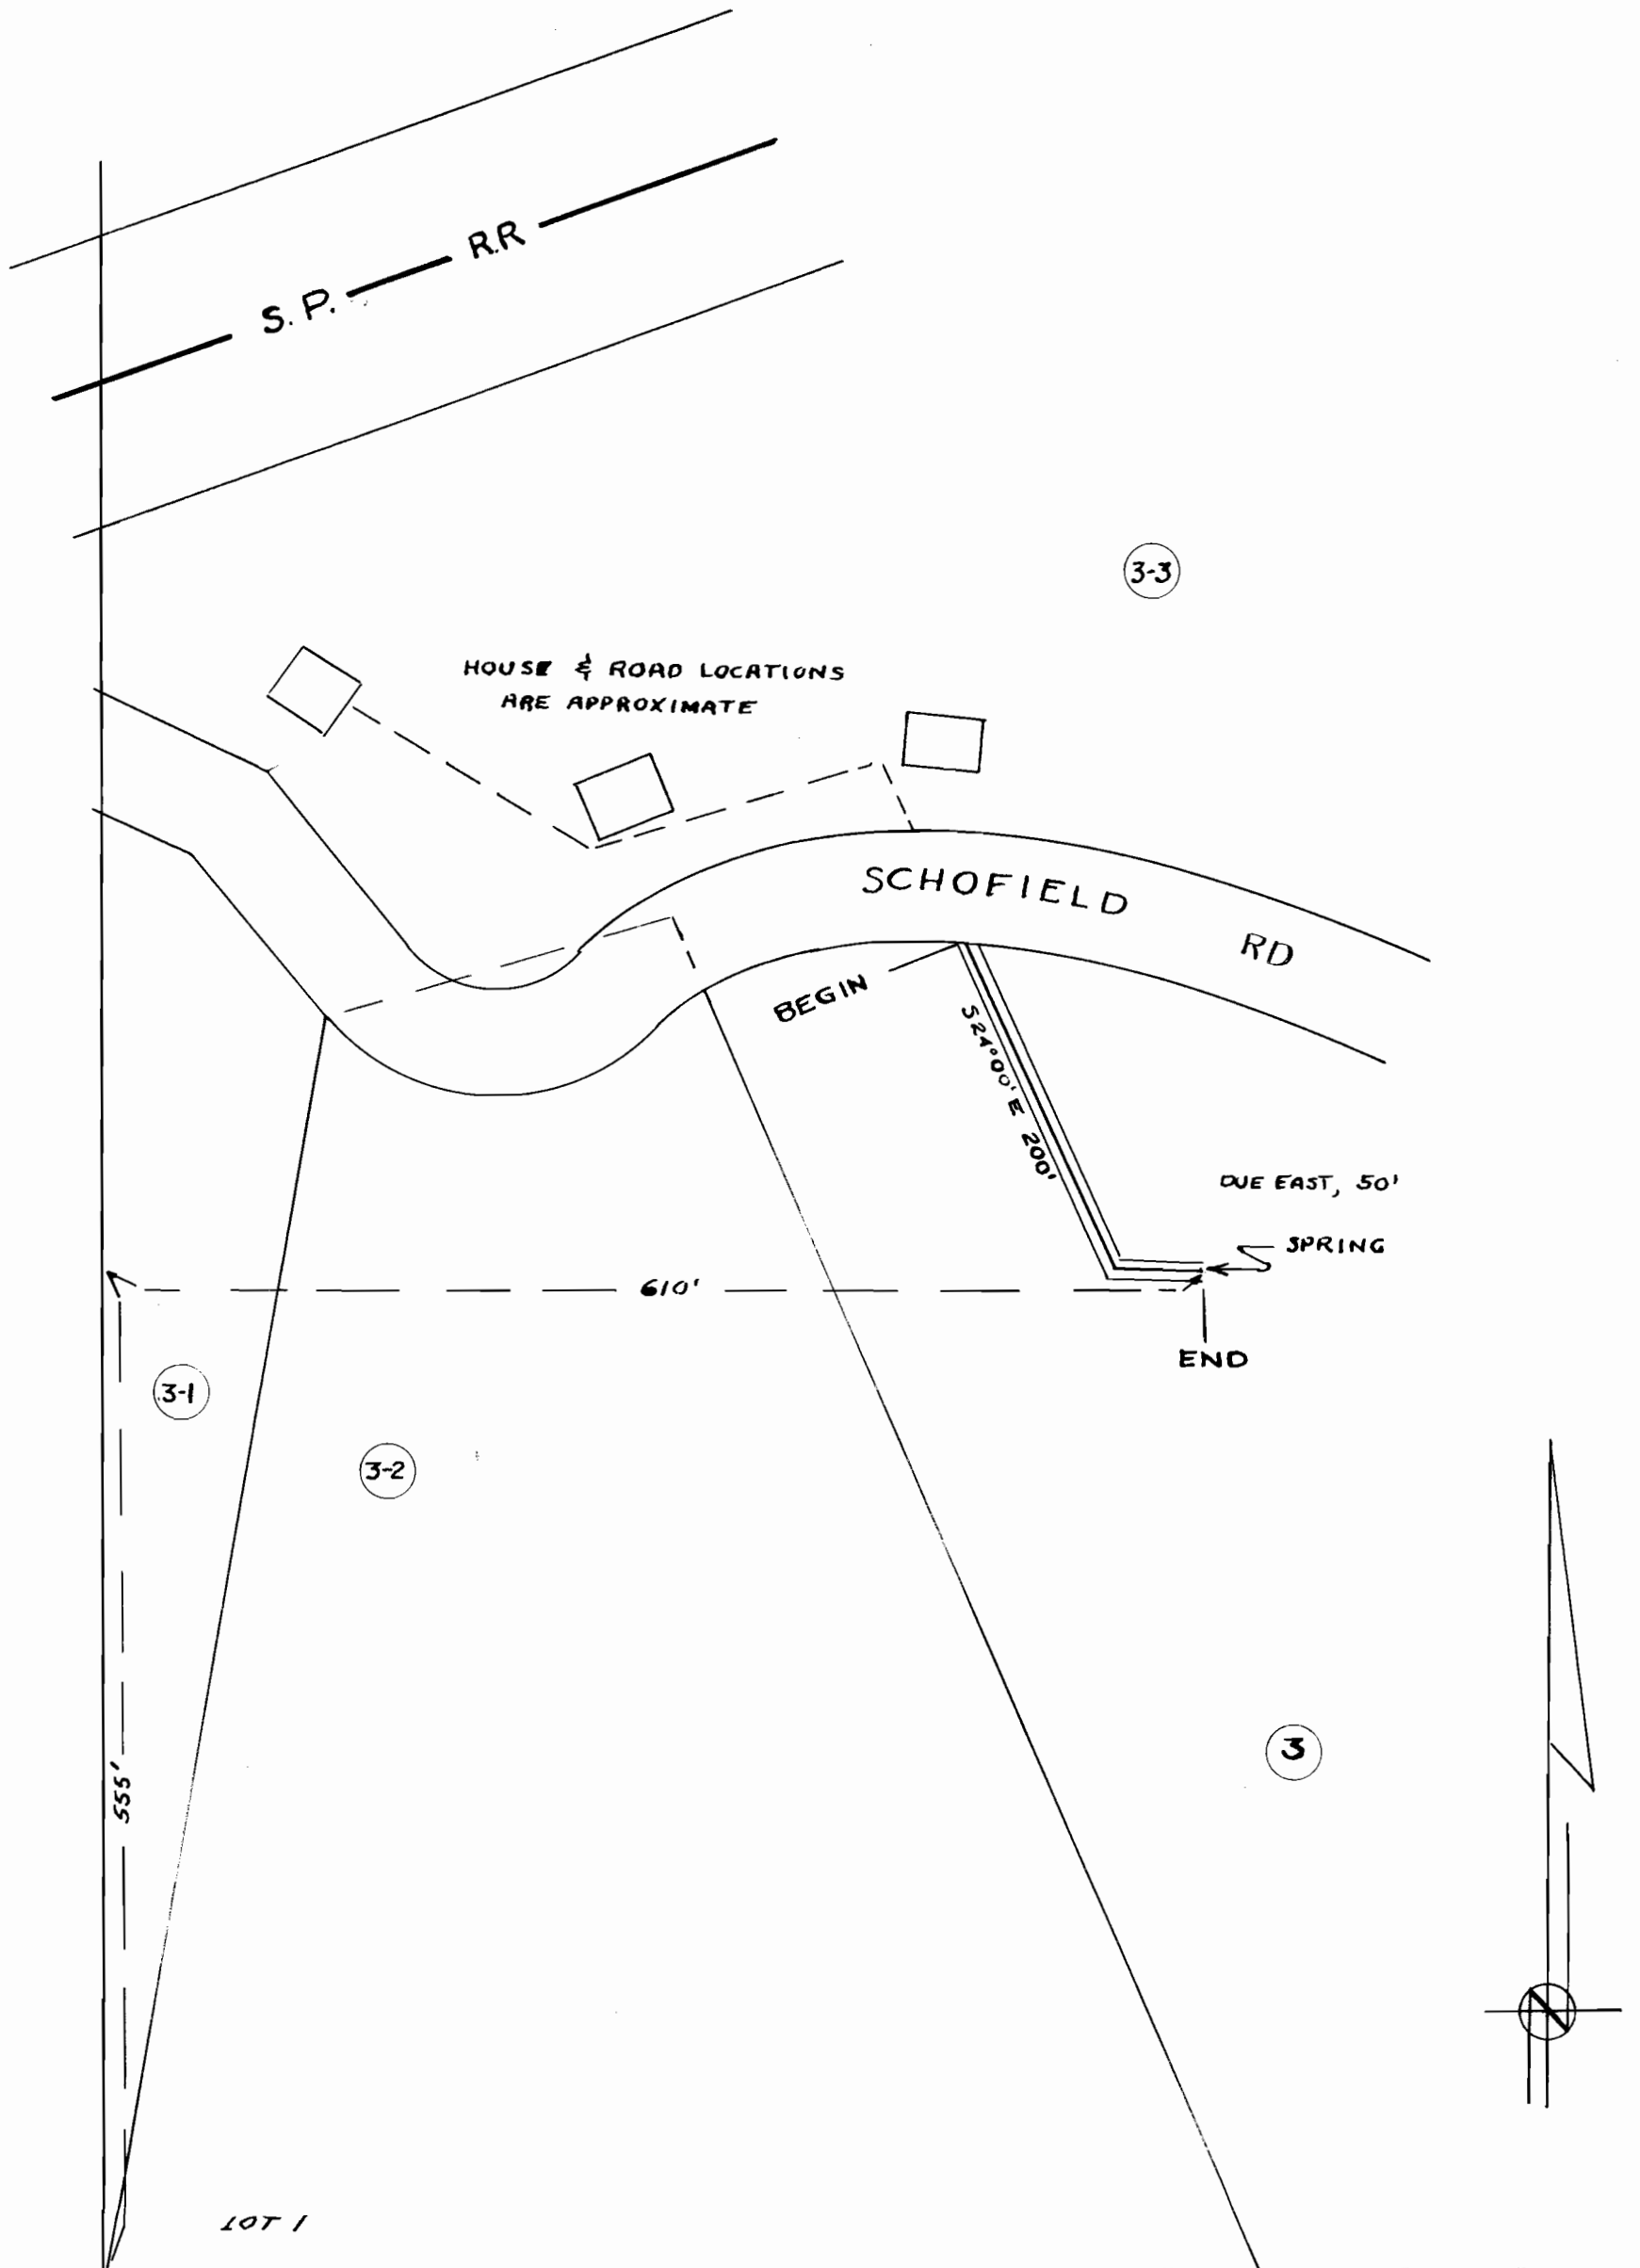 S. P. R.R
3-3
HOUSE & ROAD LOCATIONS
ARE APPROXIMATE
SCHOFIELD RD
BEGIN
S24°00'E 200'
DUE EAST, 50'
SPRING
610'
END
3-1
3-2
3
555'
N
LOT 1